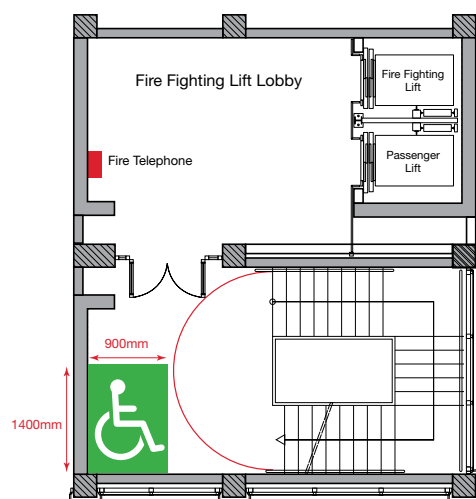 Fire Fighting Lift Lobby
Fire Fighting
Lift
Fire Telephone
Passenger
Lift
900mm
1400mm